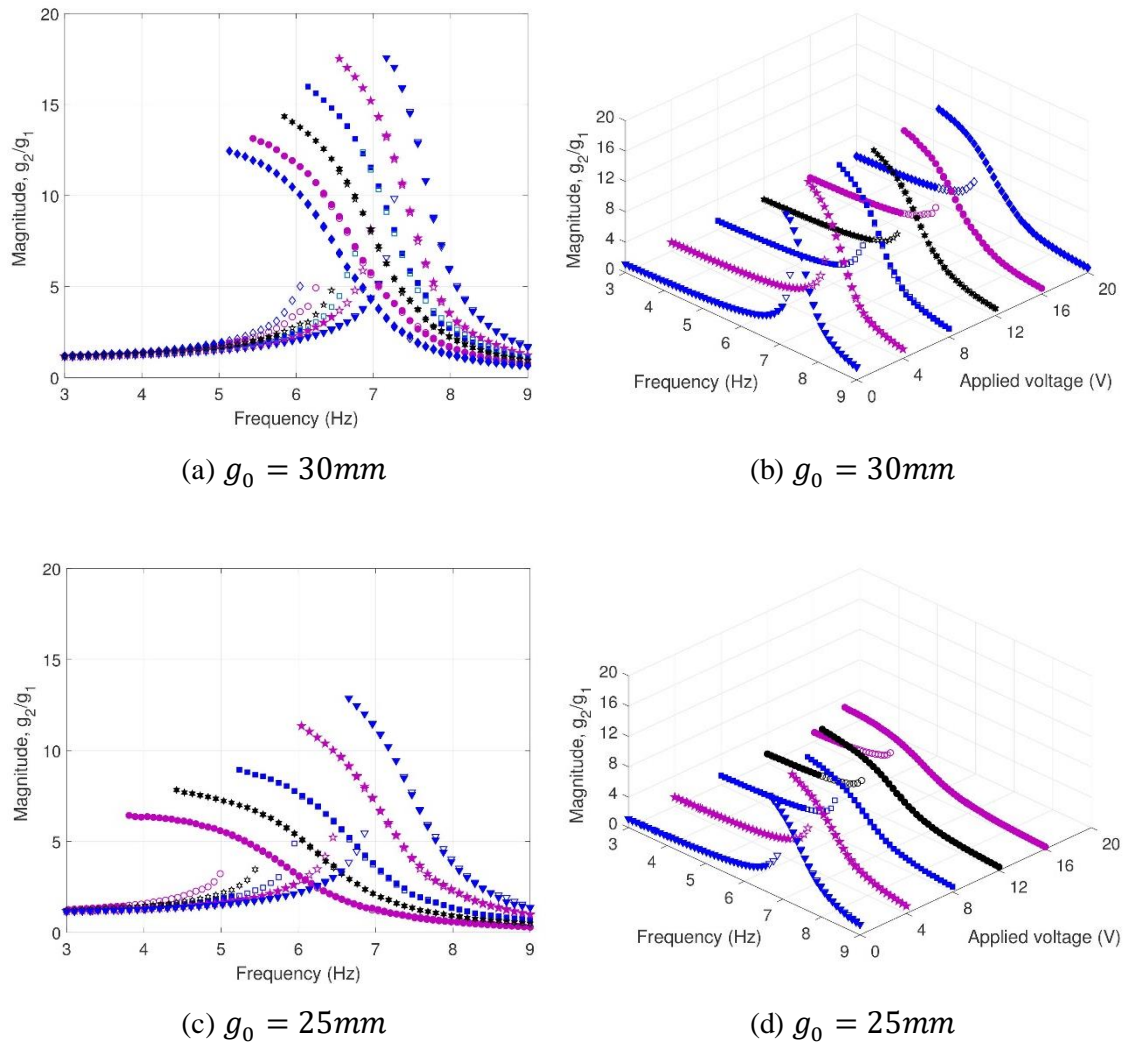 20
15
10
5
0
Magnitude, g₂/g₁
3 4 5 6 7 8 9
Frequency (Hz)
(a) g₀ = 30mm
20
16
12
8
4
0
Magnitude, g₂/g₁
3 4 5 6 7 8 9
Frequency (Hz)
0 4 8 12 16 20
Applied voltage (V)
(b) g₀ = 30mm
20
15
10
5
0
Magnitude, g₂/g₁
3 4 5 6 7 8 9
Frequency (Hz)
(c) g₀ = 25mm
20
16
12
8
4
0
Magnitude, g₂/g₁
3 4 5 6 7 8 9
Frequency (Hz)
0 4 8 12 16 20
Applied voltage (V)
(d) g₀ = 25mm